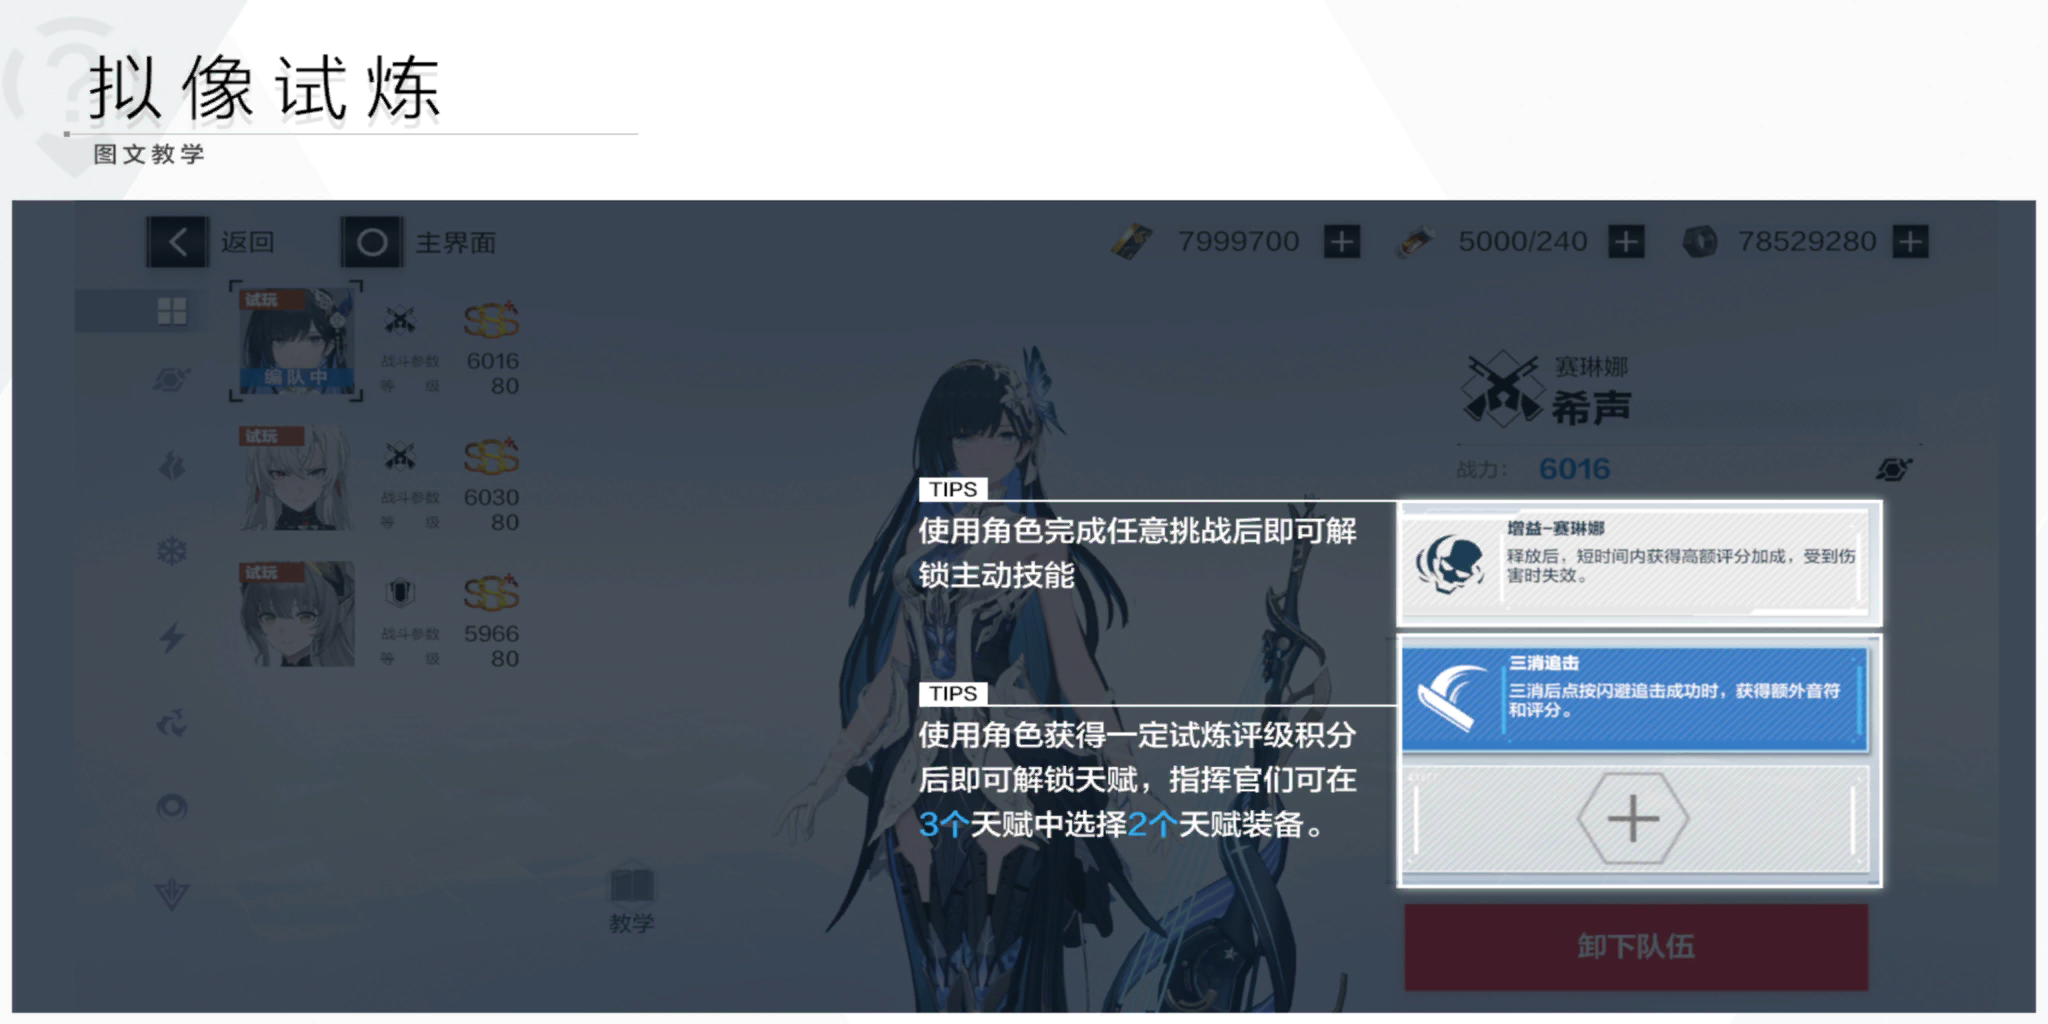 拟像试炼
图文教学
返回
主界面
7999700
5000/240
78529280
试玩
编队中
战斗参数 6016
等级 80
试玩
战斗参数 6030
等级 80
试玩
战斗参数 5966
等级 80
赛琳娜
希声
战力： 6016
TIPS
使用角色完成任意挑战后即可解
锁主动技能
增益-赛琳娜
释放后，短时间内获得高额评分加成，受到伤
害时失效。
TIPS
使用角色获得一定试炼评级积分
后即可解锁天赋，指挥官们可在
3个天赋中选择2个天赋装备。
三消追击
三消后点按闪避追击成功时，获得额外音符
和评分。
教学
卸下队伍